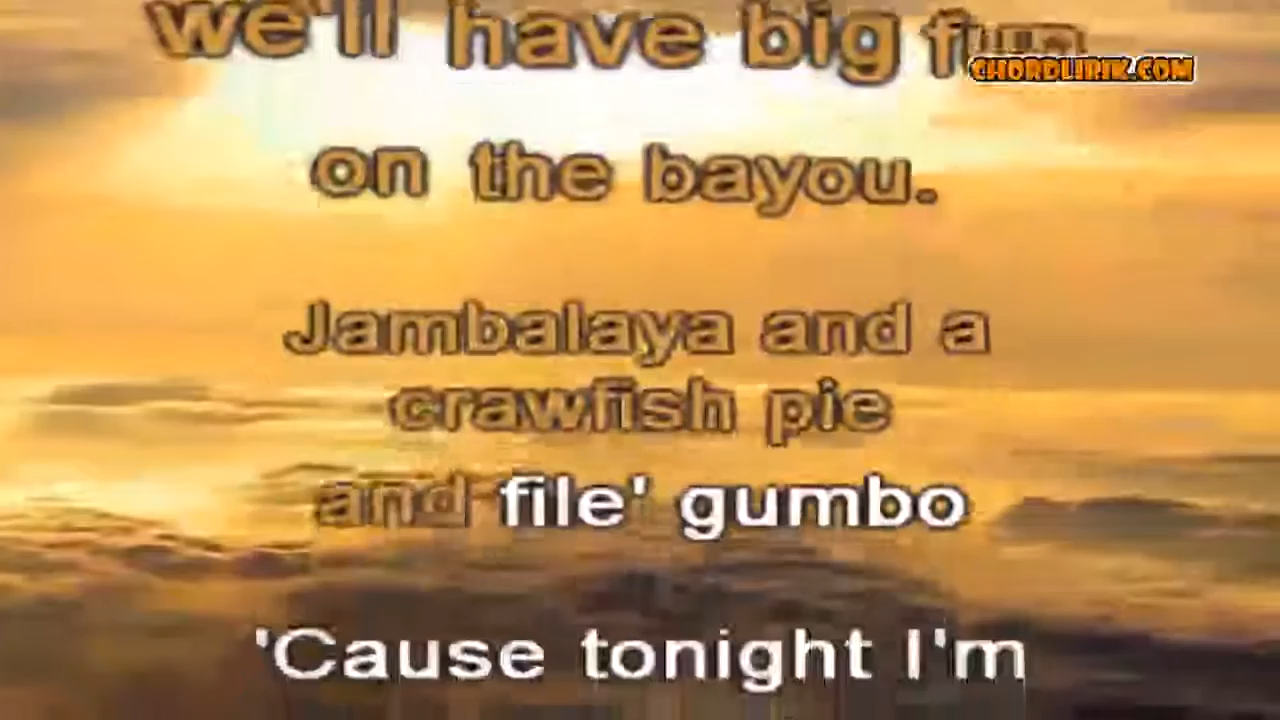 we'll have big fun
CHORDLIRIK.COM
on the bayou.
Jambalaya and a
crawfish pie
and file' gumbo
'Cause tonight I'm